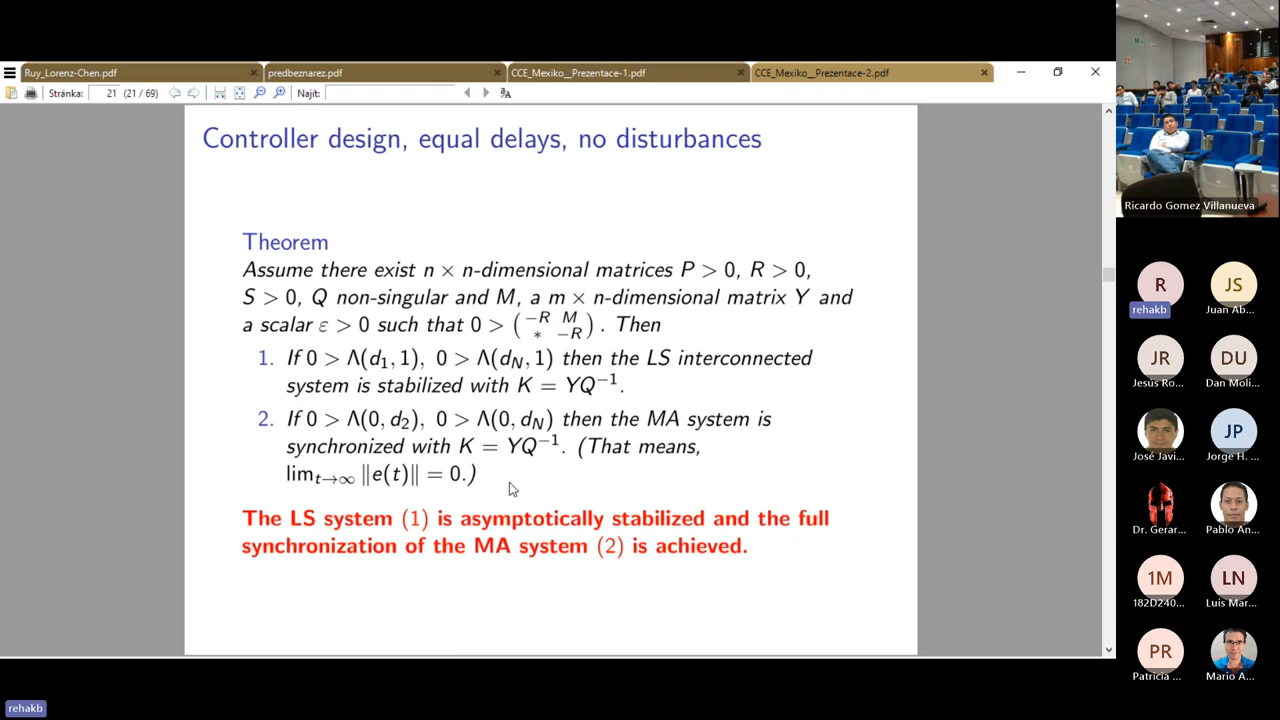 Ruy_Lorenz-Chen.pdf
predbeznarez.pdf
CCE_Mexiko__Prezentace-1.pdf
CCE_Mexiko__Prezentace-2.pdf
Stránka: 21 (21 / 69)
Najít:
Controller design, equal delays, no disturbances
Theorem
Assume there exist n × n-dimensional matrices P > 0, R > 0,
S > 0, Q non-singular and M, a m × n-dimensional matrix Y and
a scalar ε > 0 such that 0 > ( −R M ; * −R ) . Then
1. If 0 > Λ(d₁, 1), 0 > Λ(d_N, 1) then the LS interconnected
system is stabilized with K = YQ⁻¹.
2. If 0 > Λ(0, d₂), 0 > Λ(0, d_N) then the MA system is
synchronized with K = YQ⁻¹. (That means,
lim_{t→∞} ‖e(t)‖ = 0.)
The LS system (1) is asymptotically stabilized and the full
synchronization of the MA system (2) is achieved.
Ricardo Gomez Villanueva
R
JS
rehakb
Juan Ab...
JR
DU
Jesús Ro...
Dan Moli...
JP
José Javi...
Jorge H. ...
Dr. Gerar...
Pablo An...
1M
LN
182D240...
Luis Mar...
PR
Patricia ...
Mario A...
rehakb